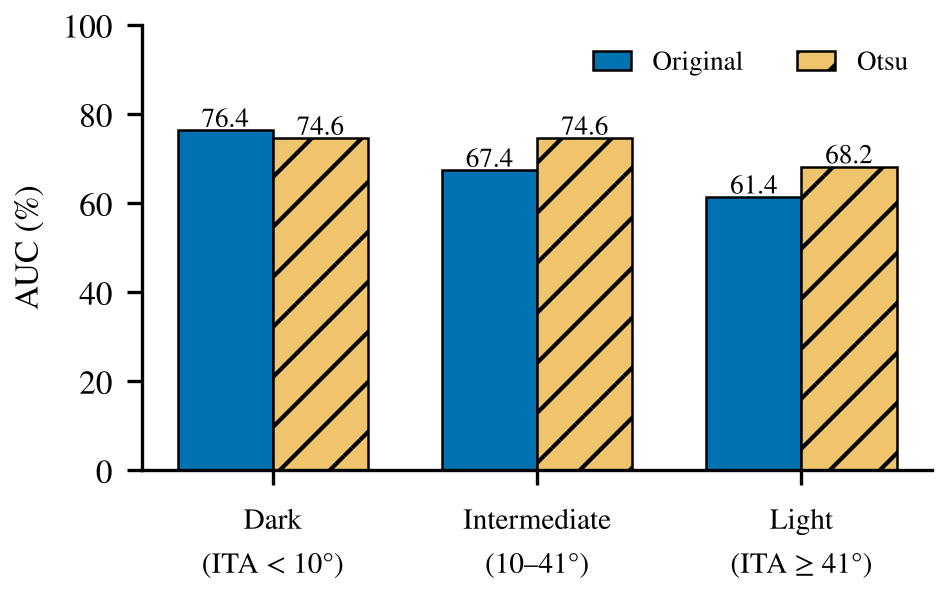 100
80
60
40
20
0
AUC (%)
Original
Otsu
76.4
74.6
67.4
74.6
61.4
68.2
Dark
(ITA < 10°)
Intermediate
(10–41°)
Light
(ITA ≥ 41°)